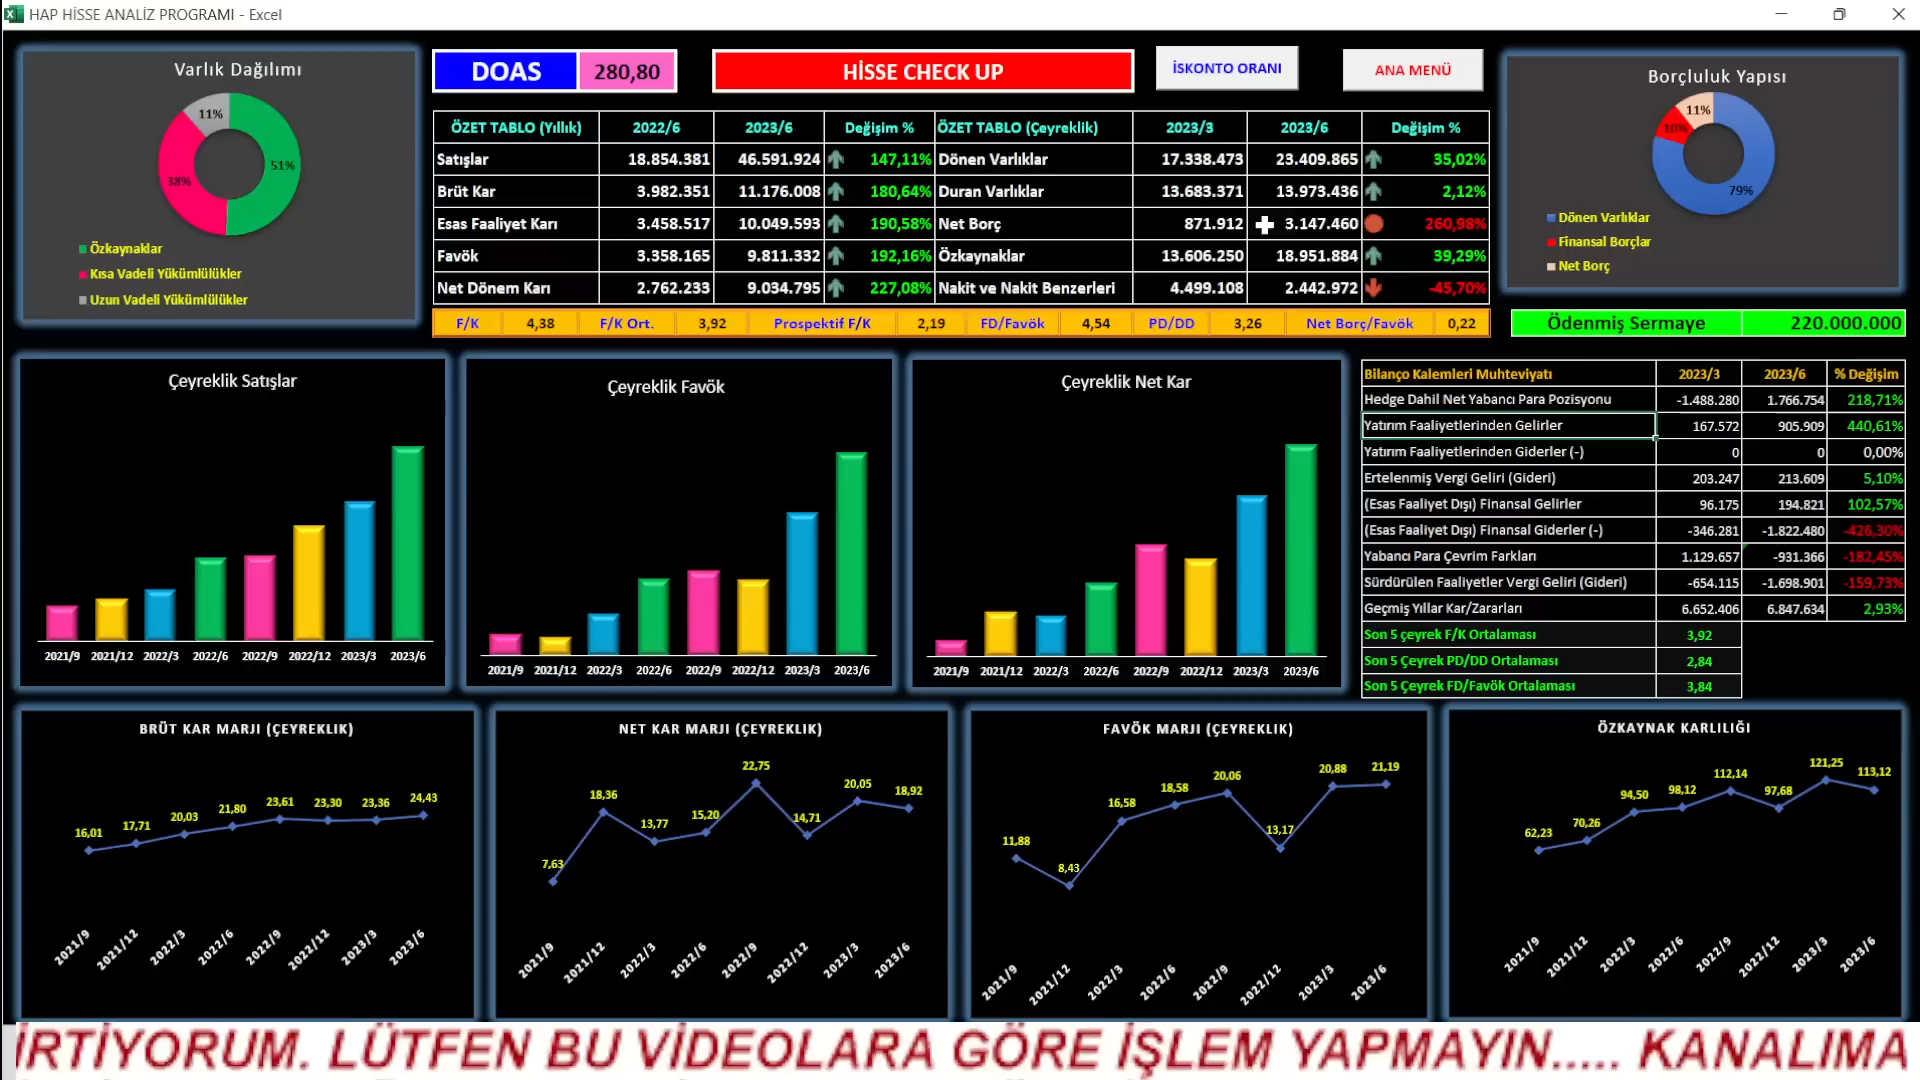 HAP HİSSE ANALİZ PROGRAMI - Excel
Varlık Dağılımı
11%
51%
38%
Özkaynaklar
Kısa Vadeli Yükümlülükler
Uzun Vadeli Yükümlülükler
DOAS 280,80
HİSSE CHECK UP
İSKONTO ORANI
ANA MENÜ
ÖZET TABLO (Yıllık) 2022/6 2023/6 Değişim % ÖZET TABLO (Çeyreklik) 2023/3 2023/6 Değişim %
Satışlar 18.854.381 46.591.924 147,11% Dönen Varlıklar 17.338.473 23.409.865 35,02%
Brüt Kar 3.982.351 11.176.008 180,64% Duran Varlıklar 13.683.371 13.973.436 2,12%
Esas Faaliyet Karı 3.458.517 10.049.593 190,58% Net Borç 871.912 3.147.460 260,98%
Favök 3.358.165 9.811.332 192,16% Özkaynaklar 13.606.250 18.951.884 39,29%
Net Dönem Karı 2.762.233 9.034.795 227,08% Nakit ve Nakit Benzerleri 4.499.108 2.442.972 -45,70%
F/K 4,38 F/K Ort. 3,92 Prospektif F/K 2,19 FD/Favök 4,54 PD/DD 3,26 Net Borç/Favök 0,22
Borçluluk Yapısı
11%
10%
79%
Dönen Varlıklar
Finansal Borçlar
Net Borç
Ödenmiş Sermaye 220.000.000
Çeyreklik Satışlar
2021/9 2021/12 2022/3 2022/6 2022/9 2022/12 2023/3 2023/6
Çeyreklik Favök
2021/9 2021/12 2022/3 2022/6 2022/9 2022/12 2023/3 2023/6
Çeyreklik Net Kar
2021/9 2021/12 2022/3 2022/6 2022/9 2022/12 2023/3 2023/6
Bilanço Kalemleri Muhteviyatı 2023/3 2023/6 % Değişim
Hedge Dahil Net Yabancı Para Pozisyonu -1.488.280 1.766.754 218,71%
Yatırım Faaliyetlerinden Gelirler 167.572 905.909 440,61%
Yatırım Faaliyetlerinden Giderler (-) 0 0 0,00%
Ertelenmiş Vergi Geliri (Gideri) 203.247 213.609 5,10%
(Esas Faaliyet Dışı) Finansal Gelirler 96.175 194.821 102,57%
(Esas Faaliyet Dışı) Finansal Giderler (-) -346.281 -1.822.480 -426,30%
Yabancı Para Çevrim Farkları 1.129.657 -931.366 -182,45%
Sürdürülen Faaliyetler Vergi Geliri (Gideri) -654.115 -1.698.901 -159,73%
Geçmiş Yıllar Kar/Zararları 6.652.406 6.847.634 2,93%
Son 5 çeyrek F/K Ortalaması 3,92
Son 5 Çeyrek PD/DD Ortalaması 2,84
Son 5 Çeyrek FD/Favök Ortalaması 3,84
BRÜT KAR MARJI (ÇEYREKLIK)
16,01 17,71 20,03 21,80 23,61 23,30 23,36 24,43
2021/9 2021/12 2022/3 2022/6 2022/9 2022/12 2023/3 2023/6
NET KAR MARJI (ÇEYREKLIK)
7,63 18,36 13,77 15,20 22,75 14,71 20,05 18,92
2021/9 2021/12 2022/3 2022/6 2022/9 2022/12 2023/3 2023/6
FAVÖK MARJI (ÇEYREKLIK)
11,88 8,43 16,58 18,58 20,06 13,17 20,88 21,19
2021/9 2021/12 2022/3 2022/6 2022/9 2022/12 2023/3 2023/6
ÖZKAYNAK KARLILIĞI
62,23 70,26 94,50 98,12 112,14 97,68 121,25 113,12
2021/9 2021/12 2022/3 2022/6 2022/9 2022/12 2023/3 2023/6
İRTİYORUM. LÜTFEN BU VİDEOLARA GÖRE İŞLEM YAPMAYIN..... KANALIMA